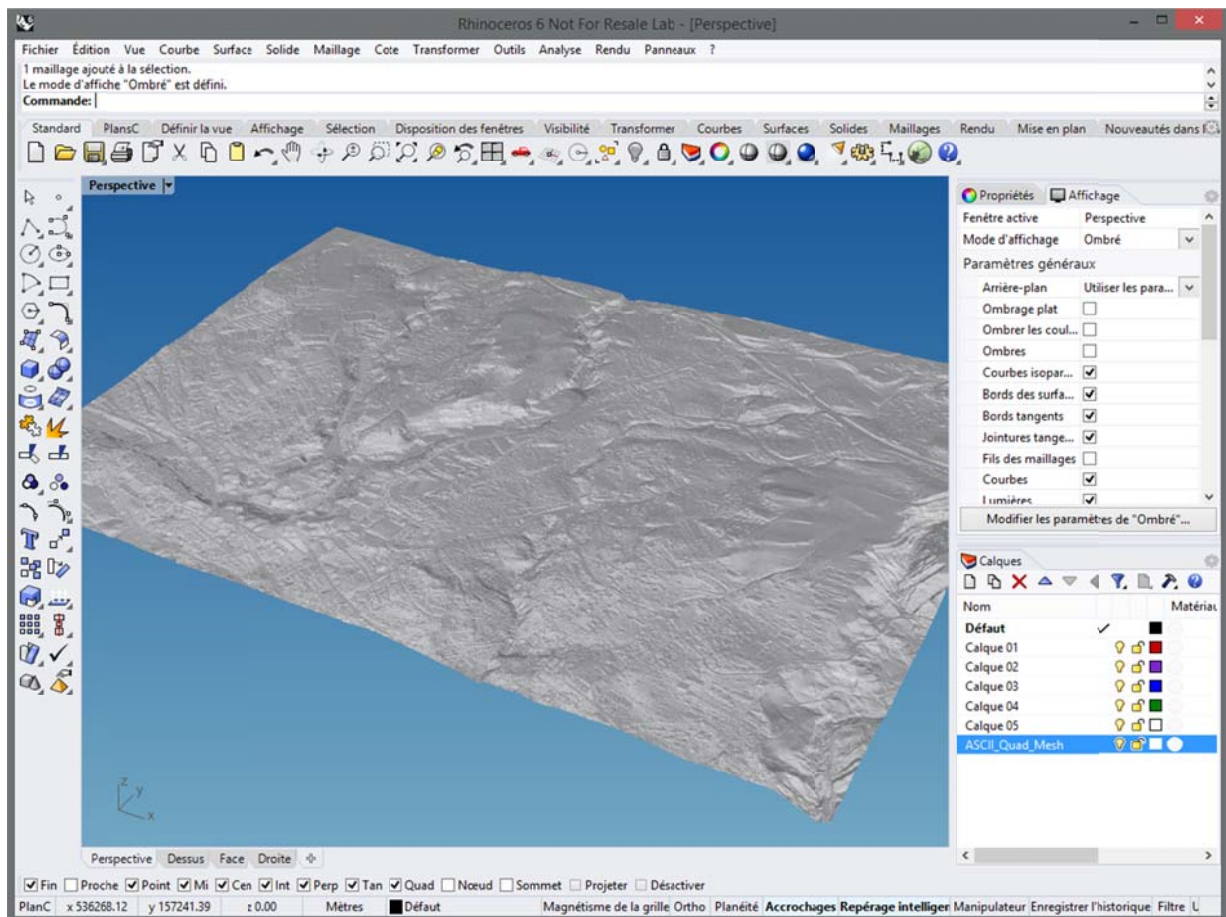 Rhinoceros 6 Not For Resale Lab - [Perspective]
Fichier Édition Vue Courbe Surface Solide Maillage Cote Transformer Outils Analyse Rendu Panneaux ?
1 maillage ajouté à la sélection.
Le mode d'affiche "Ombré" est défini.
Commande:
Standard PlansC Définir la vue Affichage Sélection Disposition des fenêtres Visibilité Transformer Courbes Surfaces Solides Maillages Rendu Mise en plan Nouveautés dans
Perspective
Propriétés Affichage
Fenêtre active Perspective
Mode d'affichage Ombré
Paramètres généraux
Arrière-plan Utiliser les para...
Ombrage plat
Ombrer les coul...
Ombres
Courbes isopar...
Bords des surfa...
Bords tangents
Jointures tange...
Fils des maillages
Courbes
Lumières
Modifier les paramètres de "Ombré"...
Calques
Nom Matériau
Défaut
Calque 01
Calque 02
Calque 03
Calque 04
Calque 05
ASCII_Quad_Mesh
z
y
x
Perspective Dessus Face Droite
Fin Proche Point Mi Cen Int Perp Tan Quad Nœud Sommet Projeter Désactiver
PlanC x 536268.12 y 157241.39 z 0.00 Mètres Défaut Magnétisme de la grille Ortho Planéité Accrochages Repérage intelliger Manipulateur Enregistrer l'historique Filtre U